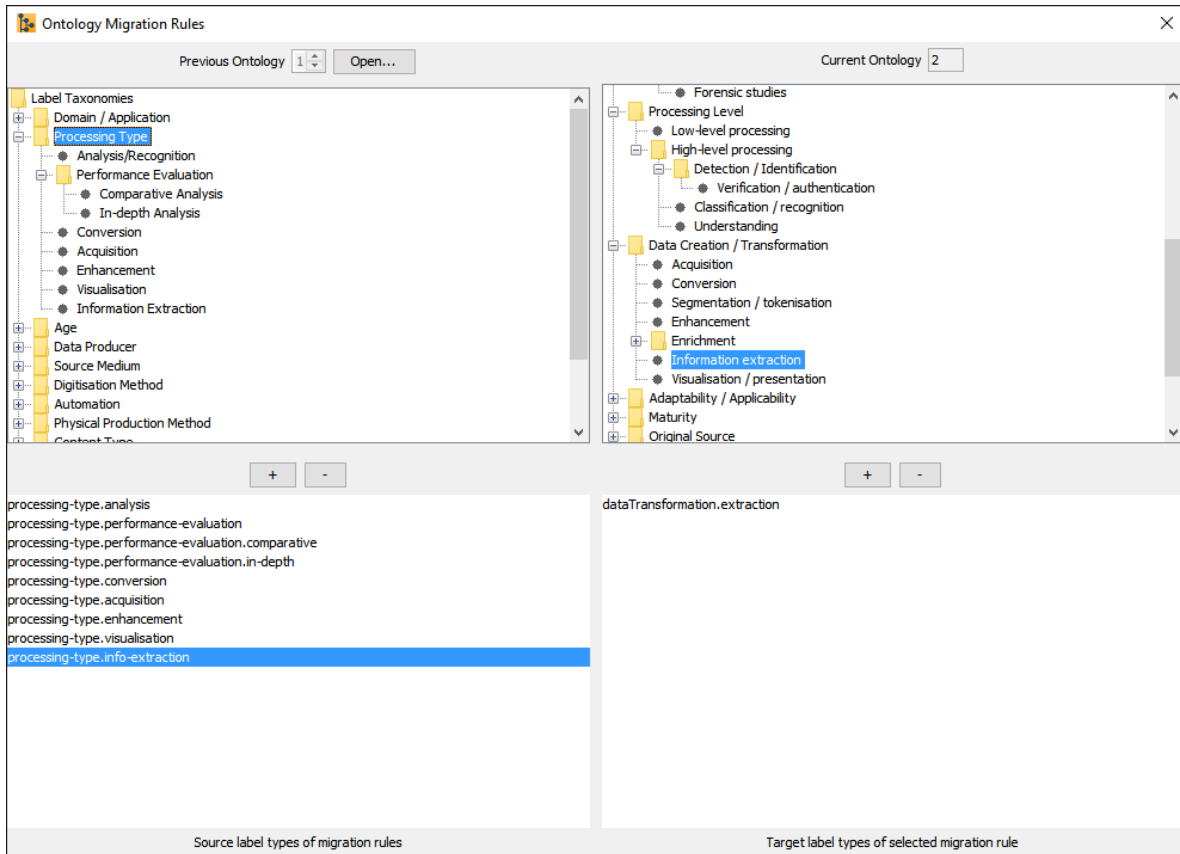 Ontology Migration Rules
Previous Ontology 1 Open...
Current Ontology 2
Label Taxonomies
Domain / Application
Processing Type
Analysis/Recognition
Performance Evaluation
Comparative Analysis
In-depth Analysis
Conversion
Acquisition
Enhancement
Visualisation
Information Extraction
Age
Data Producer
Source Medium
Digitisation Method
Automation
Physical Production Method
Content Type
Forensic studies
Processing Level
Low-level processing
High-level processing
Detection / Identification
Verification / authentication
Classification / recognition
Understanding
Data Creation / Transformation
Acquisition
Conversion
Segmentation / tokenisation
Enhancement
Enrichment
Information extraction
Visualisation / presentation
Adaptability / Applicability
Maturity
Original Source
+ -
+ -
processing-type.analysis
processing-type.performance-evaluation
processing-type.performance-evaluation.comparative
processing-type.performance-evaluation.in-depth
processing-type.conversion
processing-type.acquisition
processing-type.enhancement
processing-type.visualisation
processing-type.info-extraction
dataTransformation.extraction
Source label types of migration rules
Target label types of selected migration rule